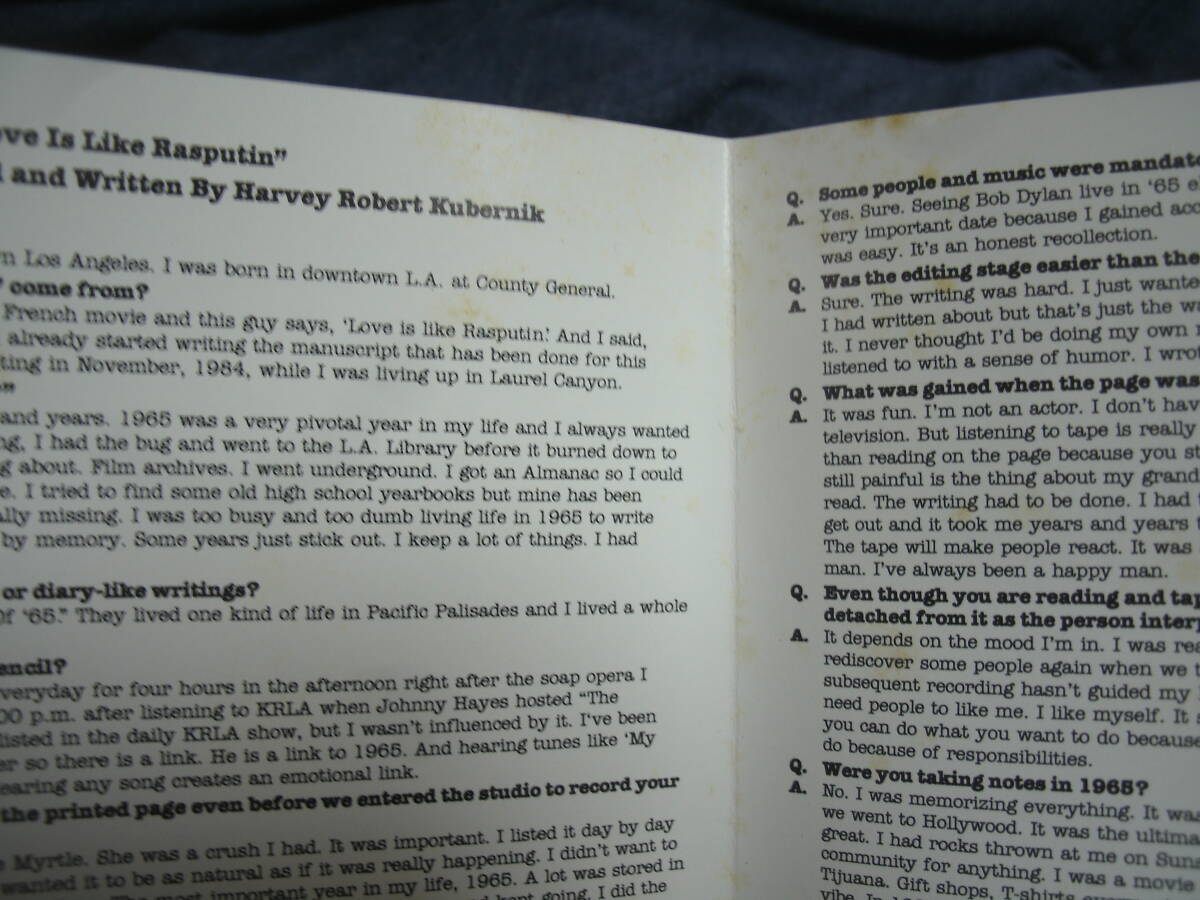 ove Is Like Rasputin”
and Written By Harvey Robert Kubernik
n Los Angeles. I was born in downtown L.A. at County General.
’ come from?
French movie and this guy says, ‘Love is like Rasputin.’ And I said,
already started writing the manuscript that has been done for this
ting in November, 1984, while I was living up in Laurel Canyon.
”
and years. 1965 was a very pivotal year in my life and I always wanted
ng, I had the bug and went to the L.A. Library before it burned down to
g about. Film archives. I went underground. I got an Almanac so I could
e. I tried to find some old high school yearbooks but mine has been
ally missing. I was too busy and too dumb living life in 1965 to write
by memory. Some years just stick out. I keep a lot of things. I had
or diary-like writings?
Of ‘65.” They lived one kind of life in Pacific Palisades and I lived a whole
encil?
everyday for four hours in the afternoon right after the soap opera I
00 p.m. after listening to KRLA when Johnny Hayes hosted “The
listed in the daily KRLA show, but I wasn’t influenced by it. I’ve been
er so there is a link. He is a link to 1965. And hearing tunes like ‘My
earing any song creates an emotional link.
the printed page even before we entered the studio to record your
e Myrtle. She was a crush I had. It was important. I listed it day by day
wanted it to be as natural as if it was really happening. I didn’t want to
most important year in my life, 1965. A lot was stored in
kept going. I did the
Q. Some people and music were mandato
A. Yes. Sure. Seeing Bob Dylan live in ‘65 e
very important date because I gained acc
was easy. It’s an honest recollection.
Q. Was the editing stage easier than the
A. Sure. The writing was hard. I just wante
I had written about but that’s just the wa
it. I never thought I’d be doing my own
listened to with a sense of humor. I wrot
Q. What was gained when the page was
A. It was fun. I’m not an actor. I don’t hav
television. But listening to tape is really
than reading on the page because you st
still painful is the thing about my grand
read. The writing had to be done. I had
get out and it took me years and years t
The tape will make people react. It was
man. I’ve always been a happy man.
Q. Even though you are reading and tap
detached from it as the person interp
A. It depends on the mood I’m in. I was rea
rediscover some people again when we t
subsequent recording hasn’t guided my
need people to like me. I like myself. It s
you can do what you want to do because
do because of responsibilities.
Q. Were you taking notes in 1965?
A. No. I was memorizing everything. It was
we went to Hollywood. It was the ultima
great. I had rocks thrown at me on Suns
community for anything. I was a movie
Tijuana. Gift shops, T-shirts
vibe. In